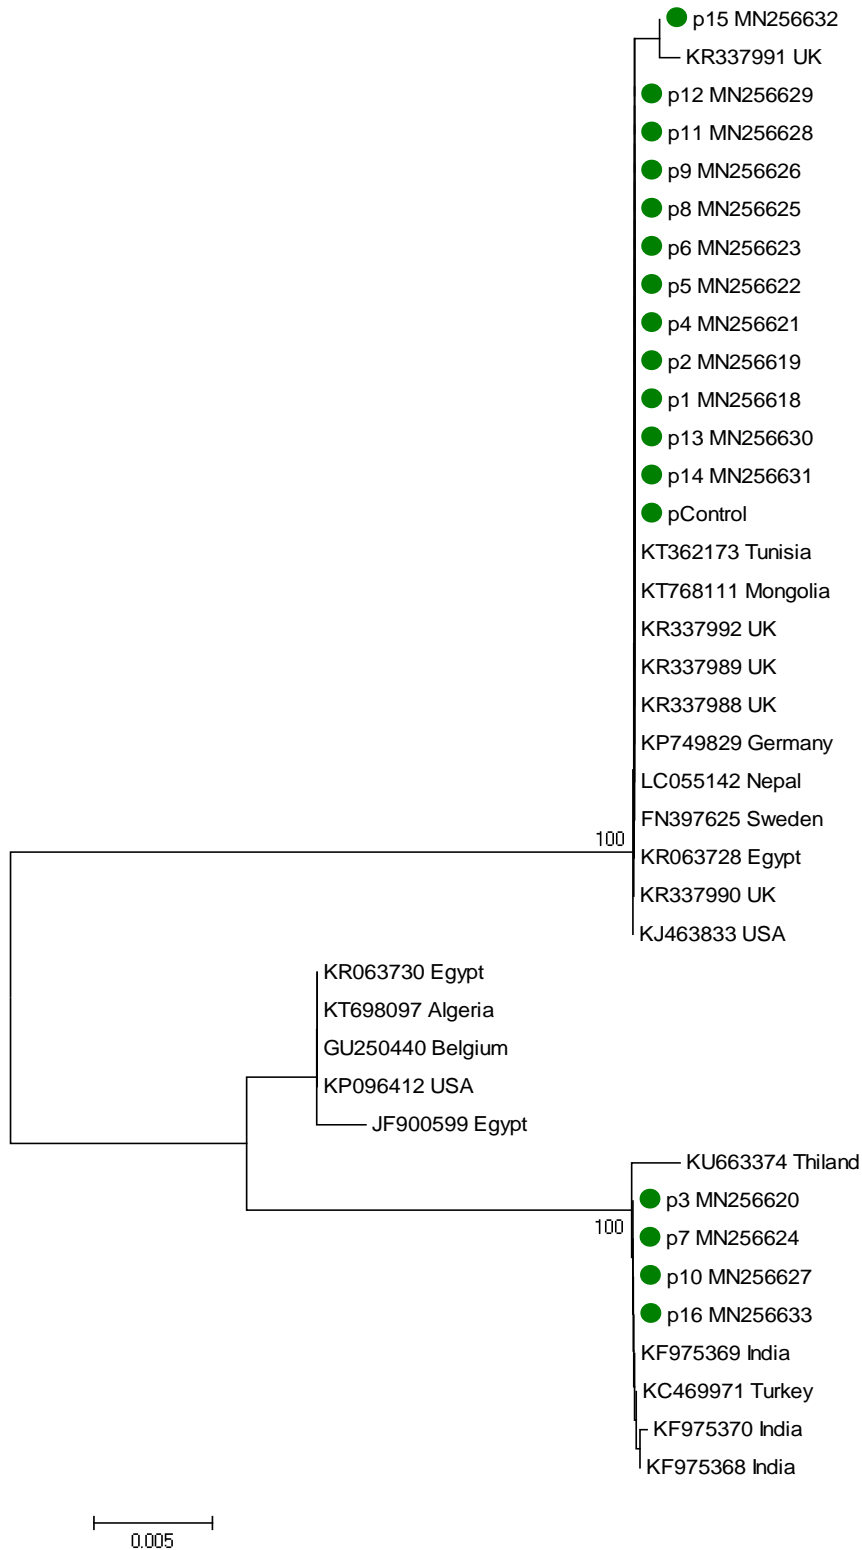 p15 MN256632
KR337991 UK
p12 MN256629
p11 MN256628
p9 MN256626
p8 MN256625
p6 MN256623
p5 MN256622
p4 MN256621
p2 MN256619
p1 MN256618
p13 MN256630
p14 MN256631
pControl
KT362173 Tunisia
KT768111 Mongolia
KR337992 UK
KR337989 UK
KR337988 UK
KP749829 Germany
LC055142 Nepal
FN397625 Sweden
100
KR063728 Egypt
KR337990 UK
KJ463833 USA
KR063730 Egypt
KT698097 Algeria
GU250440 Belgium
KP096412 USA
JF900599 Egypt
KU663374 Thiland
p3 MN256620
100
p7 MN256624
p10 MN256627
p16 MN256633
KF975369 India
KC469971 Turkey
KF975370 India
KF975368 India
0.005